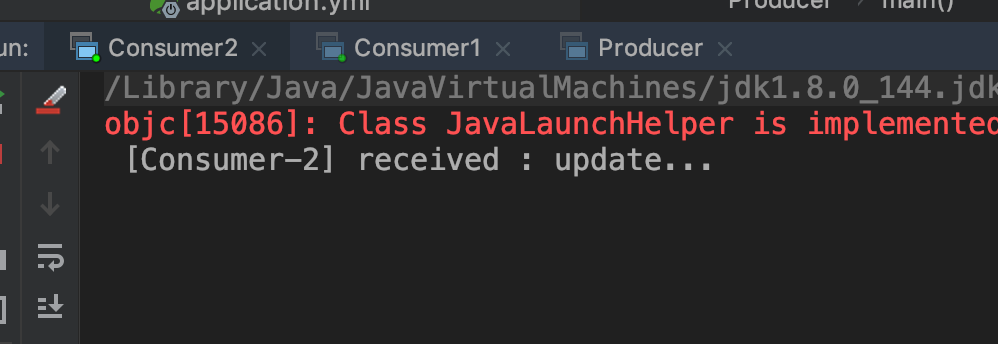 application.yml
Producer
main()
un:
Consumer2
Consumer1
Producer
/Library/Java/JavaVirtualMachines/jdk1.8.0_144.jdk
objc[15086]: Class JavaLaunchHelper is implemented
[Consumer-2] received : update...